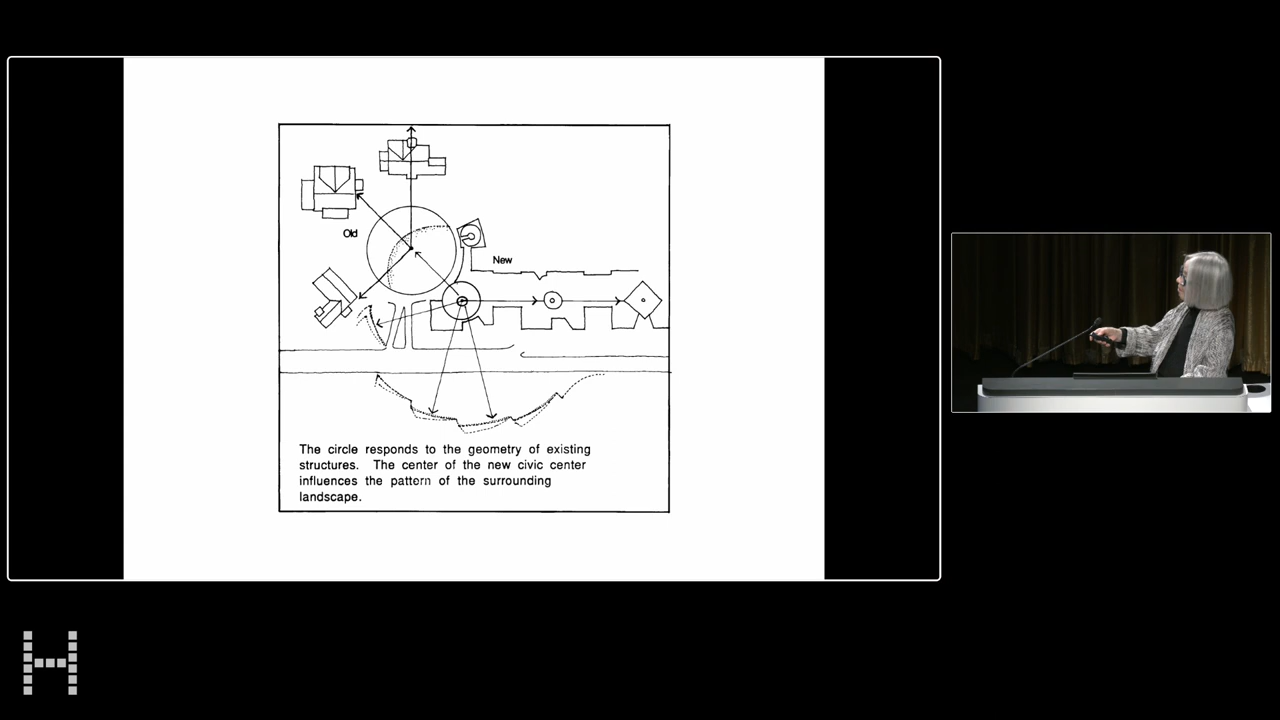 Old
New
The circle responds to the geometry of existing
structures. The center of the new civic center
influences the pattern of the surrounding
landscape.
H